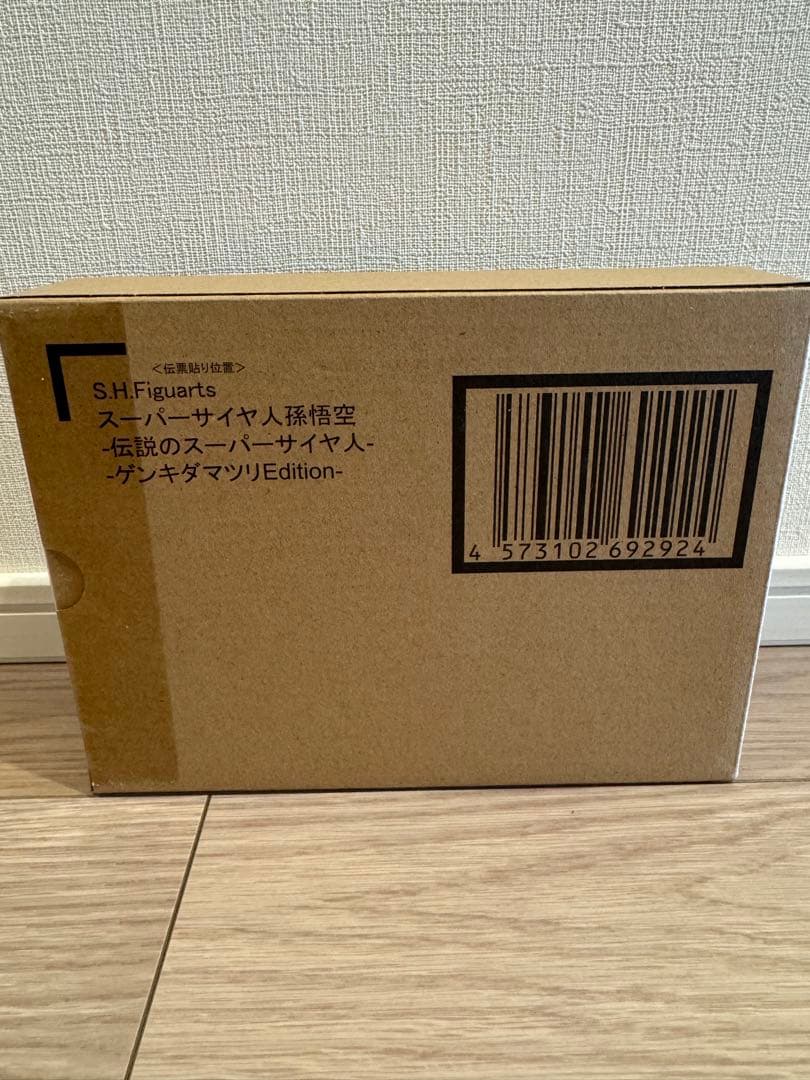 ＜伝票貼り位置＞
S.H.Figuarts
スーパーサイヤ人孫悟空
-伝説のスーパーサイヤ人-
-ゲンキダマツリEdition-
4 573102 692924